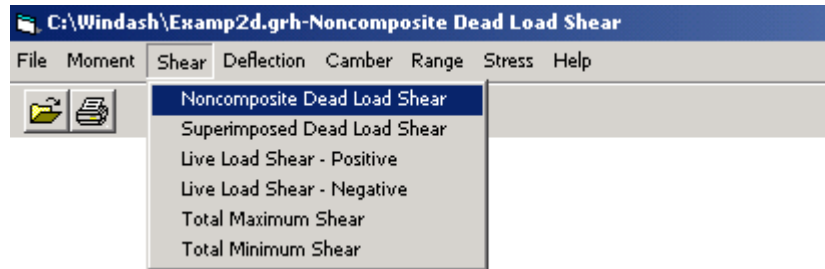 C:\Windash\Examp2d.grh-Noncomposite Dead Load Shear
File Moment Shear Deflection Camber Range Stress Help
Noncomposite Dead Load Shear
Superimposed Dead Load Shear
Live Load Shear - Positive
Live Load Shear - Negative
Total Maximum Shear
Total Minimum Shear